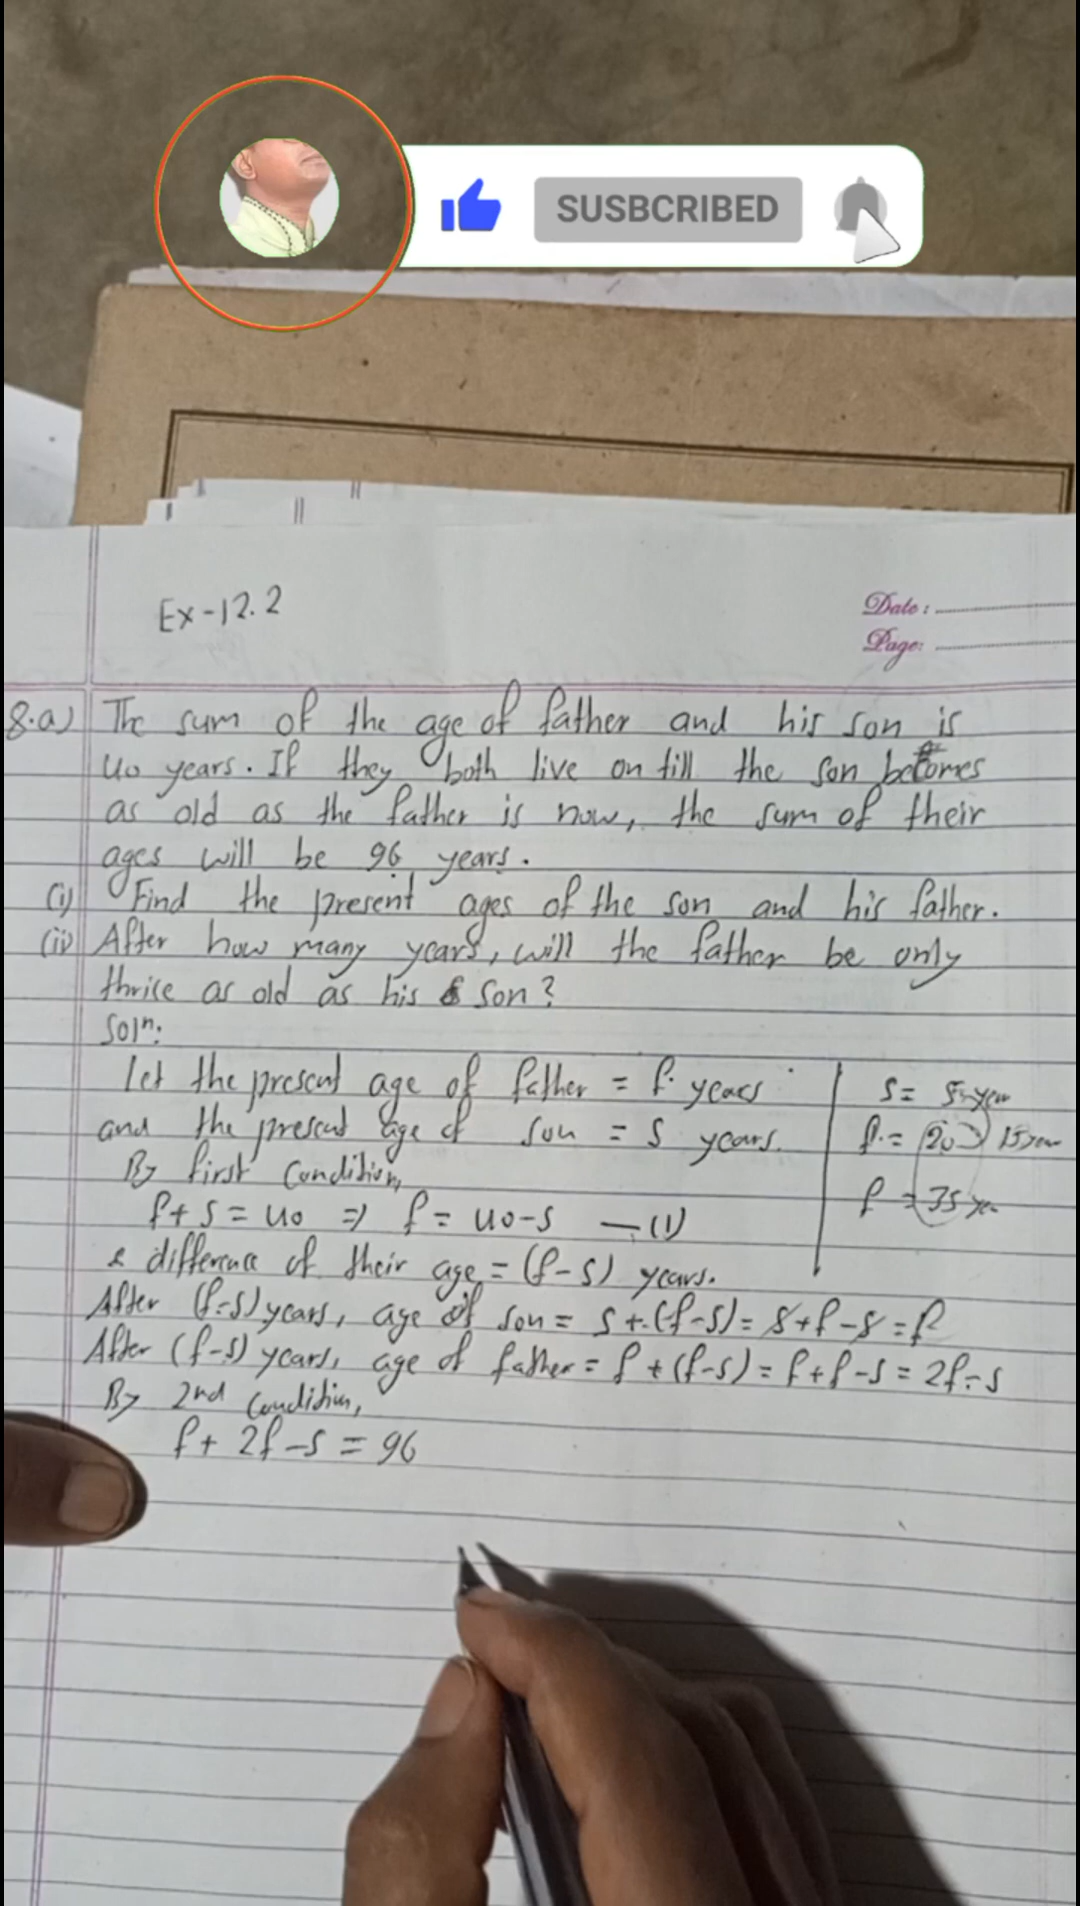 SUSBCRIBED
Ex-12.2
Date:
Page:
8.a) The sum of the age of father and his son is
40 years. If they both live on till the son becomes
as old as the father is now, the sum of their
ages will be 96 years.
(i) Find the present ages of the son and his father.
(ii) After how many years, will the father be only
thrice as old as his son?
Soln:
let the present age of father = f years
and the present age of son = s years.
s = 5 year
f = 20 15 year
f = 35 ye
By first Condition,
f + s = 40 => f = 40-s —(1)
& difference of their age = (f-s) years.
After (f-s) years, age of son = s + (f-s) = s+f-s = f
After (f-s) years, age of father = f + (f-s) = f+f-s = 2f-s
By 2nd Condition,
f + 2f - s = 96